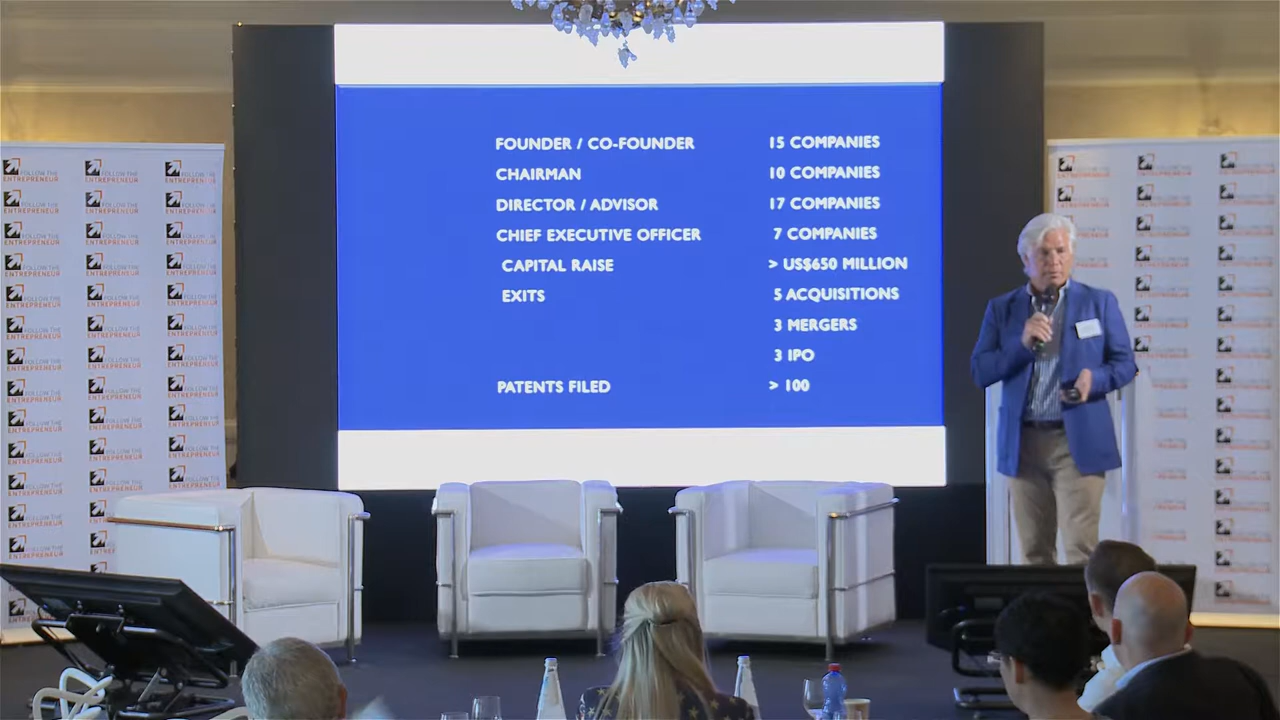 FOUNDER / CO-FOUNDER 15 COMPANIES
CHAIRMAN 10 COMPANIES
DIRECTOR / ADVISOR 17 COMPANIES
CHIEF EXECUTIVE OFFICER 7 COMPANIES
CAPITAL RAISE > US$650 MILLION
EXITS 5 ACQUISITIONS
3 MERGERS
3 IPO
PATENTS FILED > 100
FOLLOW THE
ENTREPRENEUR